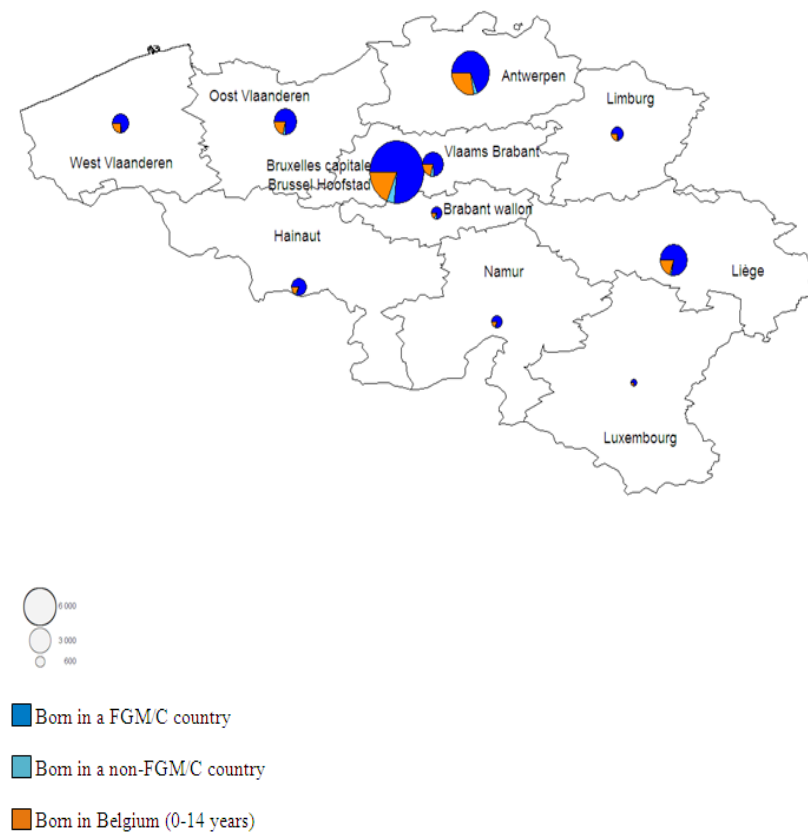 Antwerpen
Oost Vlaanderen
Limburg
West Vlaanderen
Bruxelles capitale
Brussel Hoofstad
Vlaams Brabant
Brabant wallon
Hainaut
Namur
Liège
Luxembourg
6 000
3 000
600
Born in a FGM/C country
Born in a non-FGM/C country
Born in Belgium (0-14 years)